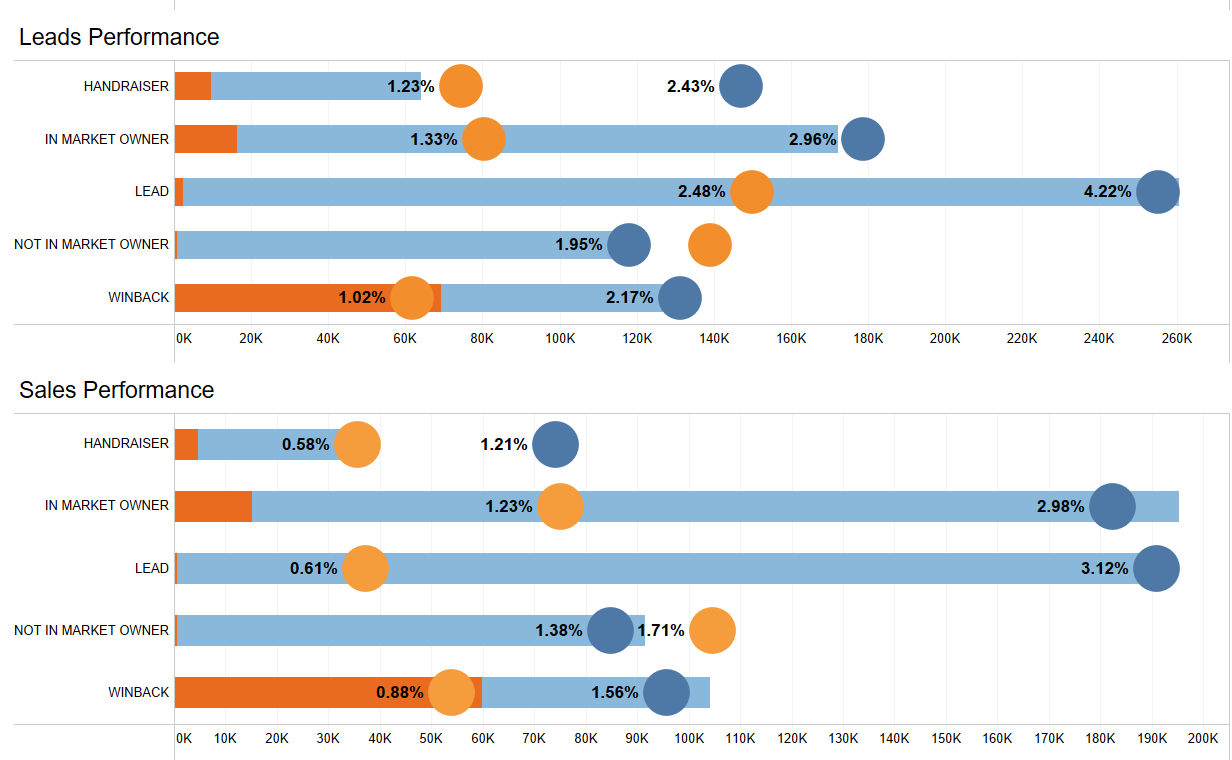 Leads Performance
HANDRAISER 1.23% 2.43%
IN MARKET OWNER 1.33% 2.96%
LEAD 2.48% 4.22%
NOT IN MARKET OWNER 1.95%
WINBACK 1.02% 2.17%
0K 20K 40K 60K 80K 100K 120K 140K 160K 180K 200K 220K 240K 260K
Sales Performance
HANDRAISER 0.58% 1.21%
IN MARKET OWNER 1.23% 2.98%
LEAD 0.61% 3.12%
NOT IN MARKET OWNER 1.38% 1.71%
WINBACK 0.88% 1.56%
0K 10K 20K 30K 40K 50K 60K 70K 80K 90K 100K 110K 120K 130K 140K 150K 160K 170K 180K 190K 200K